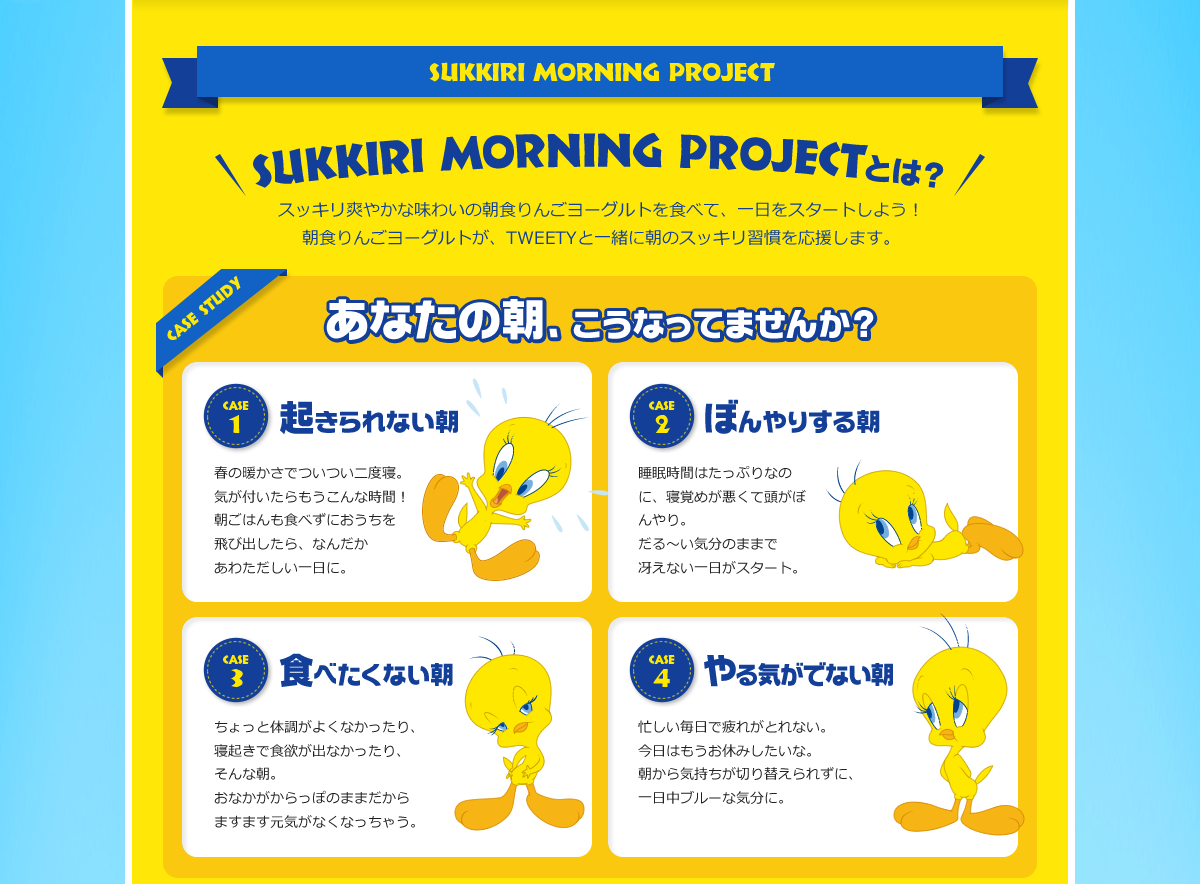 SUKKIRI MORNING PROJECT
SUKKIRI MORNING PROJECTとは?
スッキリ爽やかな味わいの朝食りんごヨーグルトを食べて、一日をスタートしよう！
朝食りんごヨーグルトが、TWEETYと一緒に朝のスッキリ習慣を応援します。
CASE STUDY
あなたの朝、こうなってませんか?
CASE
1
起きられない朝
春の暖かさでついつい二度寝。
気が付いたらもうこんな時間！
朝ごはんも食べずにおうちを
飛び出したら、なんだか
あわただしい一日に。
CASE
2
ぼんやりする朝
睡眠時間はたっぷりなの
に、寝覚めが悪くて頭がぼ
んやり。
だる～い気分のままで
冴えない一日がスタート。
CASE
3
食べたくない朝
ちょっと体調がよくなかったり、
寝起きで食欲が出なかったり、
そんな朝。
おなかがからっぽのままだから
ますます元気がなくなっちゃう。
CASE
4
やる気がでない朝
忙しい毎日で疲れがとれない。
今日はもうお休みしたいな。
朝から気持ちが切り替えられずに、
一日中ブルーな気分に。